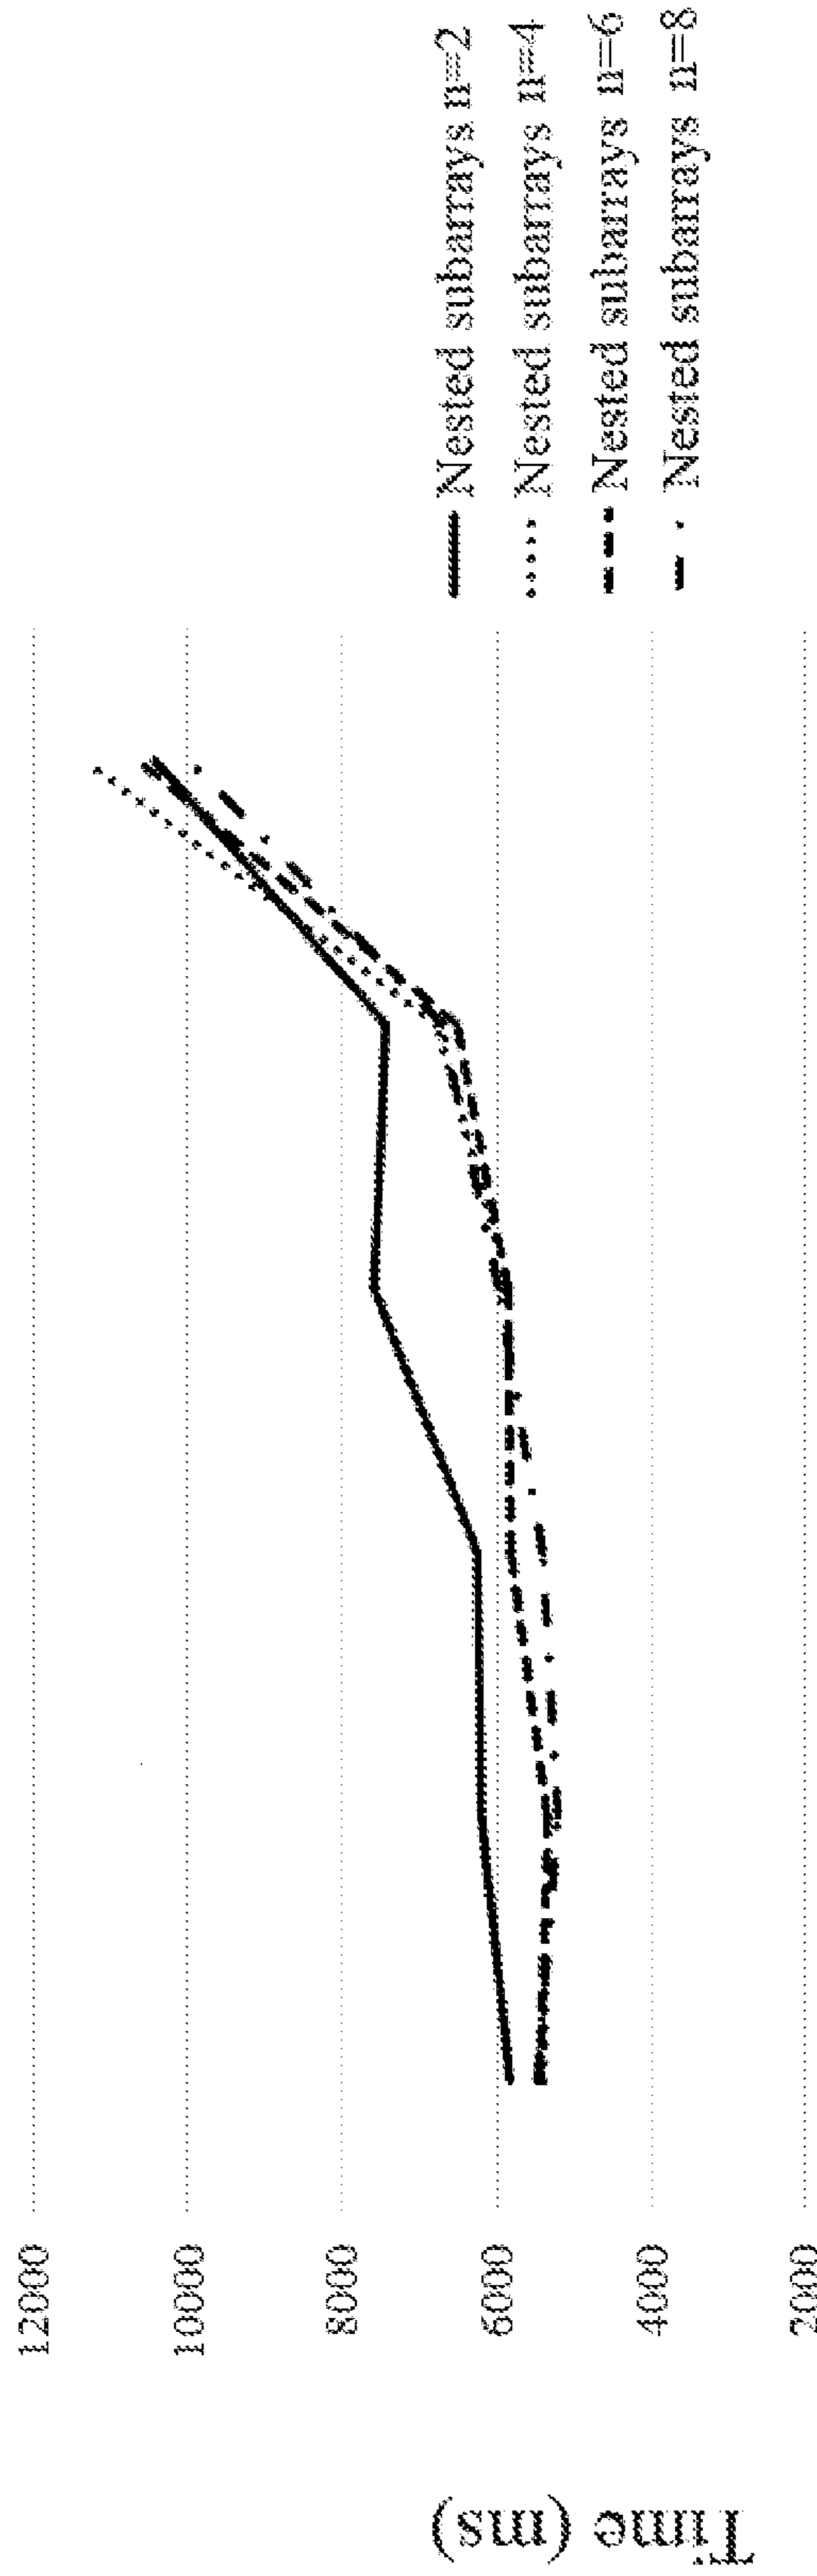 12000
10000
8000
6000
4000
2000
Time (ms)
Nested subarrays n=2
Nested subarrays n=4
Nested subarrays n=6
Nested subarrays n=8